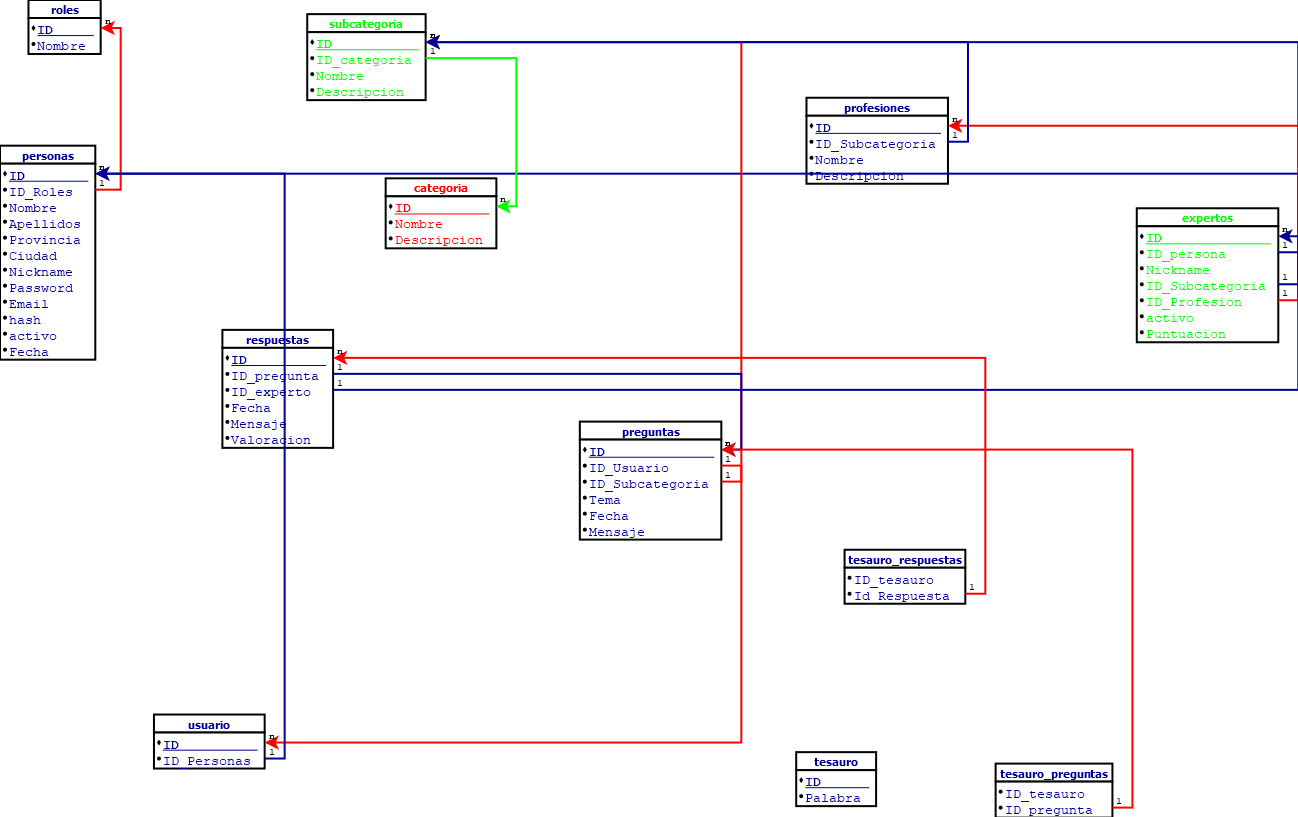 roles
ID
Nombre
n
subcategoria
ID
ID_categoria
Nombre
Descripcion
n
1
profesiones
ID
ID_Subcategoria
Nombre
Descripcion
n
1
personas
ID
ID_Roles
Nombre
Apellidos
Provincia
Ciudad
Nickname
Password
Email
hash
activo
Fecha
n
1
categoria
ID
Nombre
Descripcion
n
expertos
ID
ID_persona
Nickname
ID_Subcategoria
ID_Profesion
activo
Puntuacion
n
1
1
1
respuestas
ID
ID_pregunta
ID_experto
Fecha
Mensaje
Valoracion
n
1
1
preguntas
ID
ID_Usuario
ID_Subcategoria
Tema
Fecha
Mensaje
n
1
1
tesauro_respuestas
ID_tesauro
Id_Respuesta
1
usuario
ID
ID_Personas
n
1
tesauro
ID
Palabra
tesauro_preguntas
ID_tesauro
ID_pregunta
1